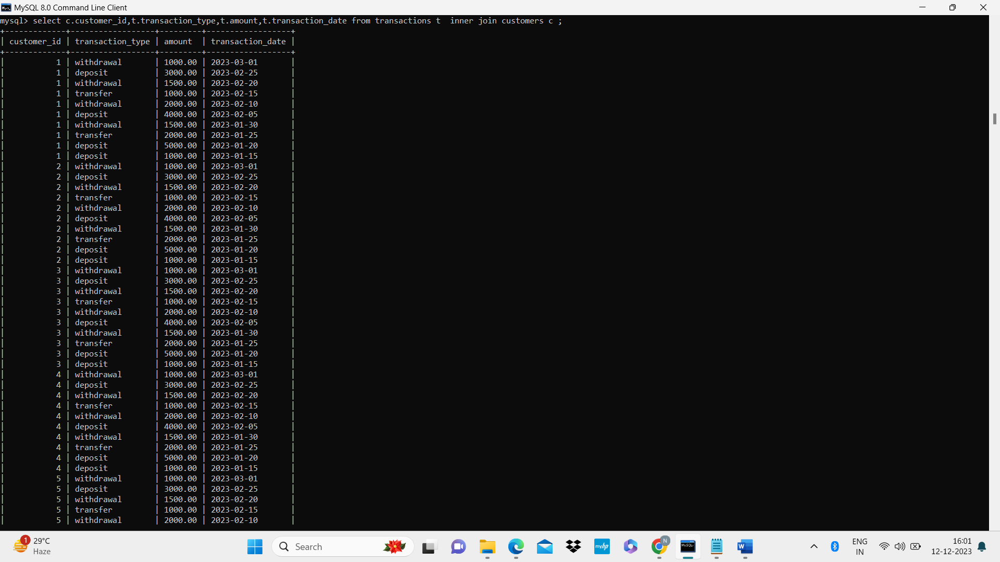 MySQL 8.0 Command Line Client
mysql> select c.customer_id,t.transaction_type,t.amount,t.transaction_date from transactions t  inner join customers c ;
+-------------+------------------+---------+------------------+
| customer_id | transaction_type | amount  | transaction_date |
+-------------+------------------+---------+------------------+
|           1 | withdrawal       | 1000.00 | 2023-03-01       |
|           1 | deposit          | 3000.00 | 2023-02-25       |
|           1 | withdrawal       | 1500.00 | 2023-02-20       |
|           1 | transfer         | 1000.00 | 2023-02-15       |
|           1 | withdrawal       | 2000.00 | 2023-02-10       |
|           1 | deposit          | 4000.00 | 2023-02-05       |
|           1 | withdrawal       | 1500.00 | 2023-01-30       |
|           1 | transfer         | 2000.00 | 2023-01-25       |
|           1 | deposit          | 5000.00 | 2023-01-20       |
|           1 | deposit          | 1000.00 | 2023-01-15       |
|           2 | withdrawal       | 1000.00 | 2023-03-01       |
|           2 | deposit          | 3000.00 | 2023-02-25       |
|           2 | withdrawal       | 1500.00 | 2023-02-20       |
|           2 | transfer         | 1000.00 | 2023-02-15       |
|           2 | withdrawal       | 2000.00 | 2023-02-10       |
|           2 | deposit          | 4000.00 | 2023-02-05       |
|           2 | withdrawal       | 1500.00 | 2023-01-30       |
|           2 | transfer         | 2000.00 | 2023-01-25       |
|           2 | deposit          | 5000.00 | 2023-01-20       |
|           2 | deposit          | 1000.00 | 2023-01-15       |
|           3 | withdrawal       | 1000.00 | 2023-03-01       |
|           3 | deposit          | 3000.00 | 2023-02-25       |
|           3 | withdrawal       | 1500.00 | 2023-02-20       |
|           3 | transfer         | 1000.00 | 2023-02-15       |
|           3 | withdrawal       | 2000.00 | 2023-02-10       |
|           3 | deposit          | 4000.00 | 2023-02-05       |
|           3 | withdrawal       | 1500.00 | 2023-01-30       |
|           3 | transfer         | 2000.00 | 2023-01-25       |
|           3 | deposit          | 5000.00 | 2023-01-20       |
|           3 | deposit          | 1000.00 | 2023-01-15       |
|           4 | withdrawal       | 1000.00 | 2023-03-01       |
|           4 | deposit          | 3000.00 | 2023-02-25       |
|           4 | withdrawal       | 1500.00 | 2023-02-20       |
|           4 | transfer         | 1000.00 | 2023-02-15       |
|           4 | withdrawal       | 2000.00 | 2023-02-10       |
|           4 | deposit          | 4000.00 | 2023-02-05       |
|           4 | withdrawal       | 1500.00 | 2023-01-30       |
|           4 | transfer         | 2000.00 | 2023-01-25       |
|           4 | deposit          | 5000.00 | 2023-01-20       |
|           4 | deposit          | 1000.00 | 2023-01-15       |
|           5 | withdrawal       | 1000.00 | 2023-03-01       |
|           5 | deposit          | 3000.00 | 2023-02-25       |
|           5 | withdrawal       | 1500.00 | 2023-02-20       |
|           5 | transfer         | 1000.00 | 2023-02-15       |
|           5 | withdrawal       | 2000.00 | 2023-02-10       |
1
29°C
Haze
Search
myhp
N
MySQL
W
ENG
IN
16:01
12-12-2023